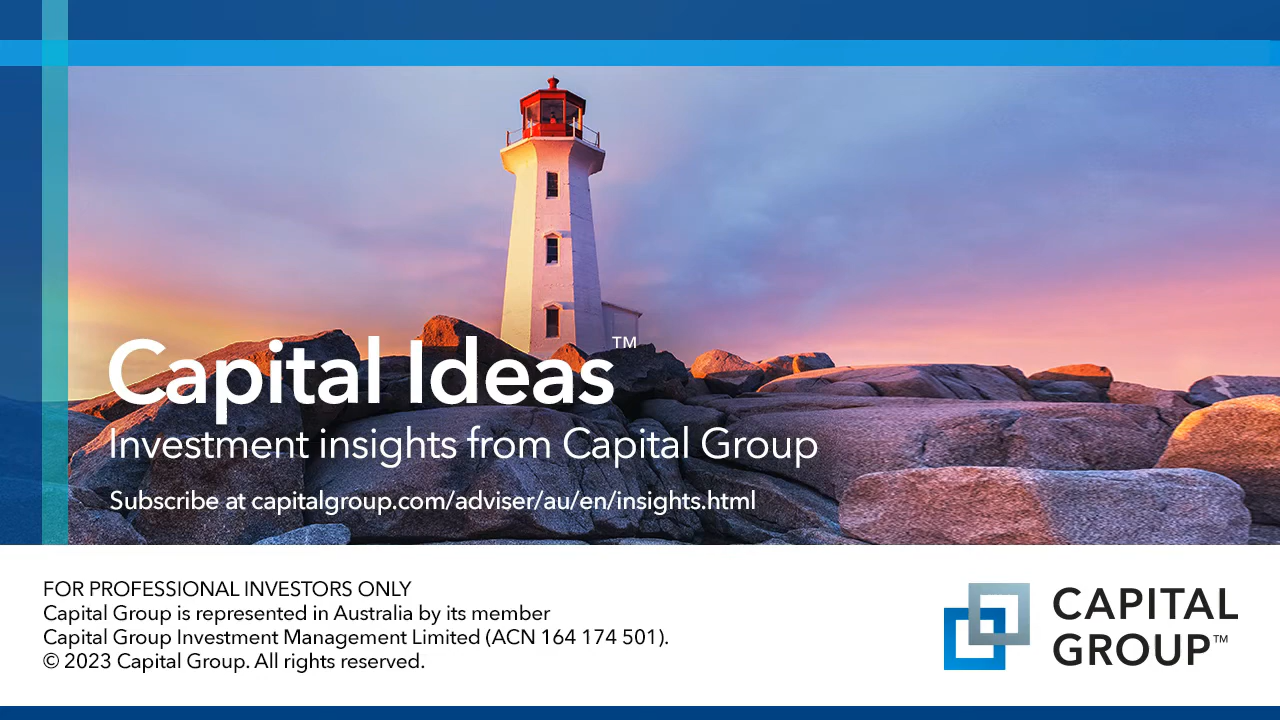 Capital Ideas™
Investment insights from Capital Group
Subscribe at capitalgroup.com/adviser/au/en/insights.html
FOR PROFESSIONAL INVESTORS ONLY
Capital Group is represented in Australia by its member
Capital Group Investment Management Limited (ACN 164 174 501).
© 2023 Capital Group. All rights reserved.
CAPITAL
GROUP™